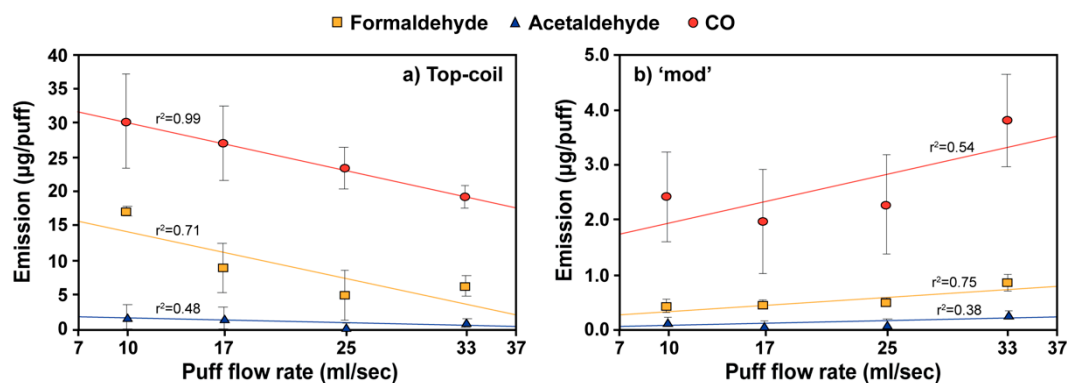 Formaldehyde Acetaldehyde CO
a) Top-coil
Emission (µg/puff)
40
35
30
25
20
15
10
5
0
r²=0.99
r²=0.71
r²=0.48
7 10 17 25 33 37
Puff flow rate (ml/sec)
b) ‘mod’
Emission (µg/puff)
5.0
4.0
3.0
2.0
1.0
0.0
r²=0.54
r²=0.75
r²=0.38
7 10 17 25 33 37
Puff flow rate (ml/sec)